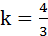 k = 4/3